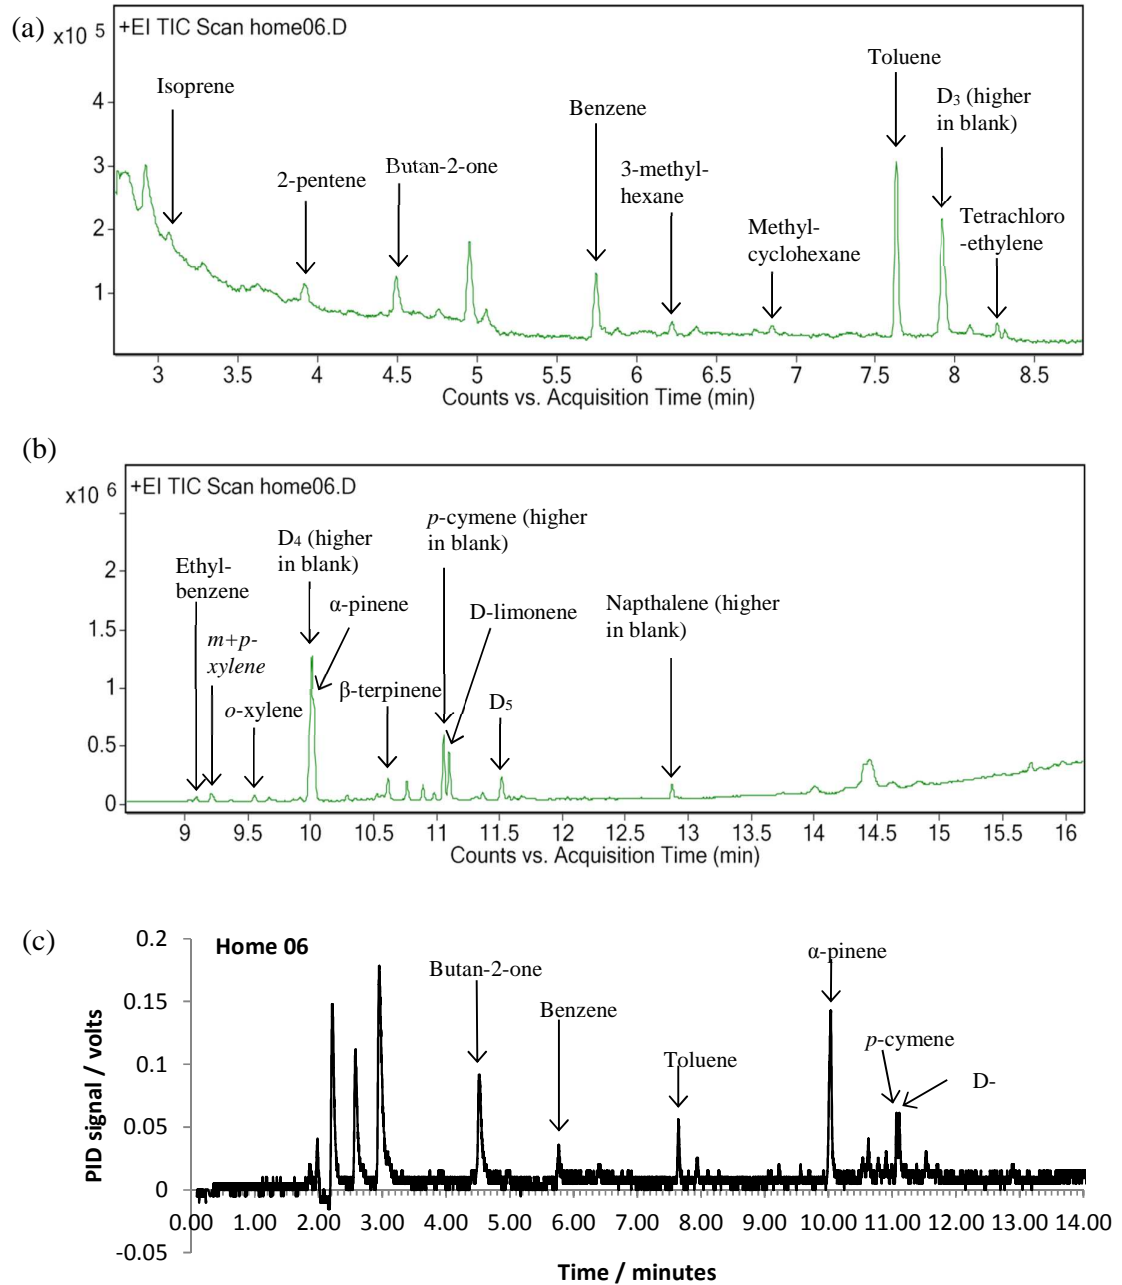 (a)
x10 5
+EI TIC Scan home06.D
Isoprene
2-pentene
Butan-2-one
Benzene
3-methyl-
hexane
Methyl-
cyclohexane
Toluene
D3 (higher
in blank)
Tetrachloro
-ethylene
4
3
2
1
3 3.5 4 4.5 5 5.5 6 6.5 7 7.5 8 8.5
Counts vs. Acquisition Time (min)
(b)
x10 6
+EI TIC Scan home06.D
Ethyl-
benzene
m+p-
xylene
o-xylene
D4 (higher
in blank)
α-pinene
β-terpinene
p-cymene (higher
in blank)
D-limonene
D5
Napthalene (higher
in blank)
2
1.5
1
0.5
0
9 9.5 10 10.5 11 11.5 12 12.5 13 13.5 14 14.5 15 15.5 16
Counts vs. Acquisition Time (min)
(c)
Home 06
PID signal / volts
0.2
0.15
0.1
0.05
0
-0.05
Butan-2-one
Benzene
Toluene
α-pinene
p-cymene
D-
0.00 1.00 2.00 3.00 4.00 5.00 6.00 7.00 8.00 9.00 10.00 11.00 12.00 13.00 14.00
Time / minutes